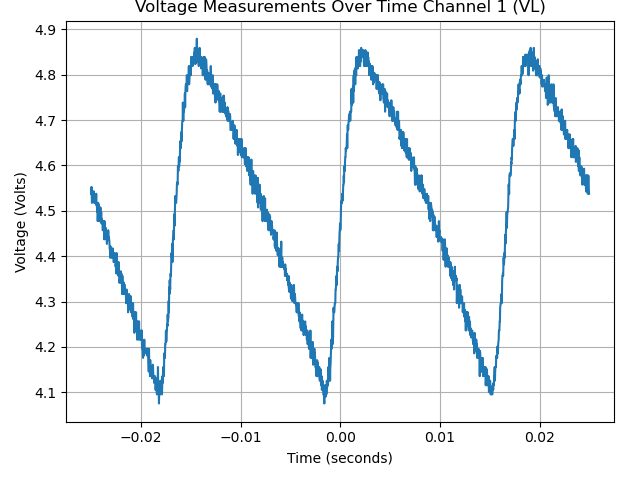 Voltage Measurements Over Time Channel 1 (VL)
Voltage (Volts)
4.9
4.8
4.7
4.6
4.5
4.4
4.3
4.2
4.1
−0.02 −0.01 0.00 0.01 0.02
Time (seconds)